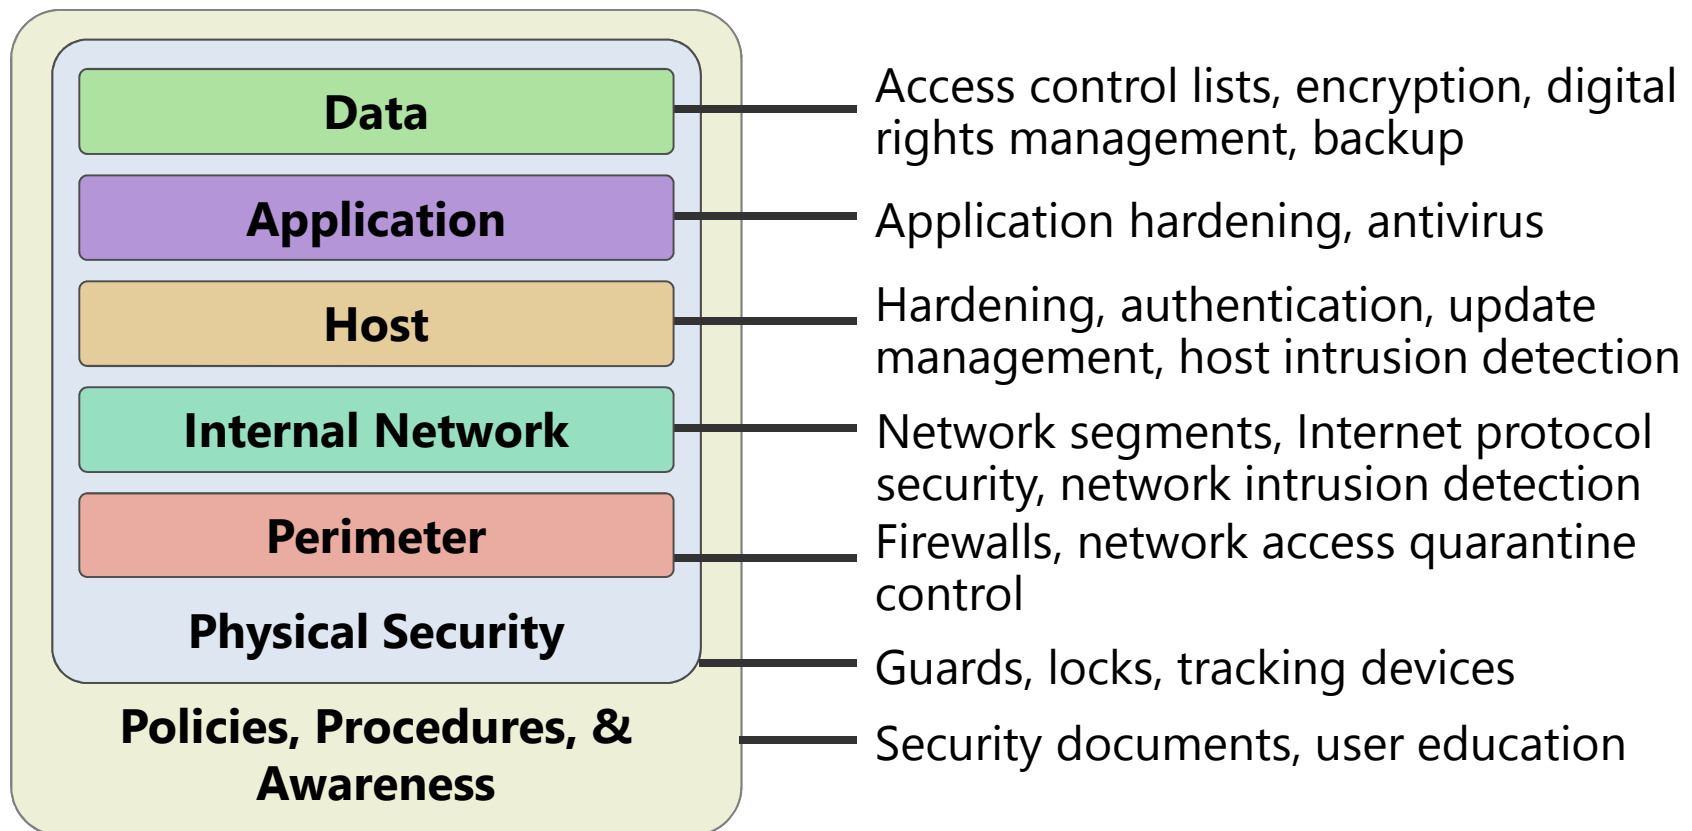 Data
Access control lists, encryption, digital
rights management, backup
Application
Application hardening, antivirus
Host
Hardening, authentication, update
management, host intrusion detection
Internal Network
Network segments, Internet protocol
security, network intrusion detection
Perimeter
Firewalls, network access quarantine
control
Physical Security
Guards, locks, tracking devices
Policies, Procedures, &
Awareness
Security documents, user education